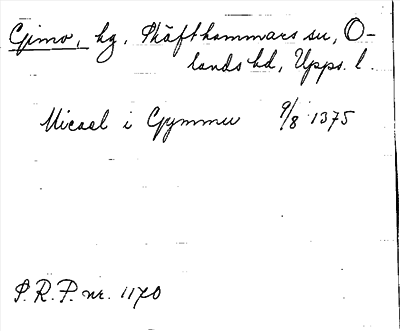 Gimo, hg, Skäfthammars sn, O-
lands hd, Upps. l.
Micael i Gymmu 9/8 1375
P.R.P. nr. 1170